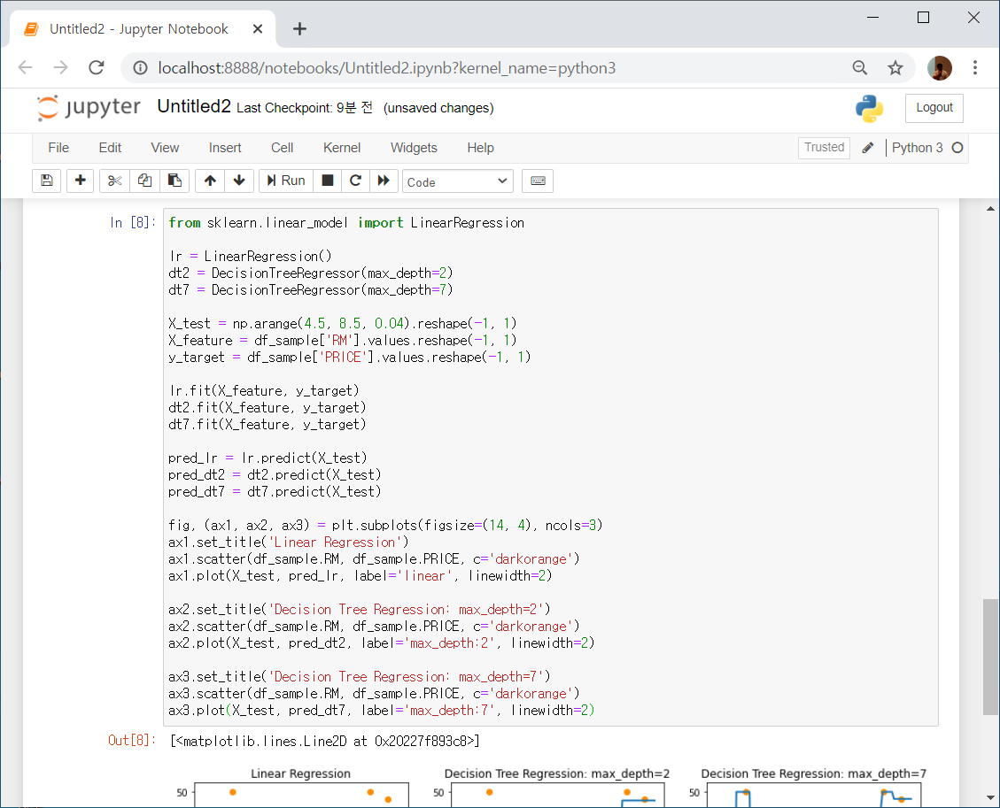 Untitled2 - Jupyter Notebook
localhost:8888/notebooks/Untitled2.ipynb?kernel_name=python3
jupyter Untitled2 Last Checkpoint: 9분 전 (unsaved changes) Logout
File Edit View Insert Cell Kernel Widgets Help Trusted Python 3
Run Code
In [8]: from sklearn.linear_model import LinearRegression
lr = LinearRegression()
dt2 = DecisionTreeRegressor(max_depth=2)
dt7 = DecisionTreeRegressor(max_depth=7)
X_test = np.arange(4.5, 8.5, 0.04).reshape(-1, 1)
X_feature = df_sample['RM'].values.reshape(-1, 1)
y_target = df_sample['PRICE'].values.reshape(-1, 1)
lr.fit(X_feature, y_target)
dt2.fit(X_feature, y_target)
dt7.fit(X_feature, y_target)
pred_lr = lr.predict(X_test)
pred_dt2 = dt2.predict(X_test)
pred_dt7 = dt7.predict(X_test)
fig, (ax1, ax2, ax3) = plt.subplots(figsize=(14, 4), ncols=3)
ax1.set_title('Linear Regression')
ax1.scatter(df_sample.RM, df_sample.PRICE, c='darkorange')
ax1.plot(X_test, pred_lr, label='linear', linewidth=2)
ax2.set_title('Decision Tree Regression: max_depth=2')
ax2.scatter(df_sample.RM, df_sample.PRICE, c='darkorange')
ax2.plot(X_test, pred_dt2, label='max_depth:2', linewidth=2)
ax3.set_title('Decision Tree Regression: max_depth=7')
ax3.scatter(df_sample.RM, df_sample.PRICE, c='darkorange')
ax3.plot(X_test, pred_dt7, label='max_depth:7', linewidth=2)
Out[8]: [<matplotlib.lines.Line2D at 0x20227f893c8>]
Linear Regression Decision Tree Regression: max_depth=2 Decision Tree Regression: max_depth=7
50 50 50